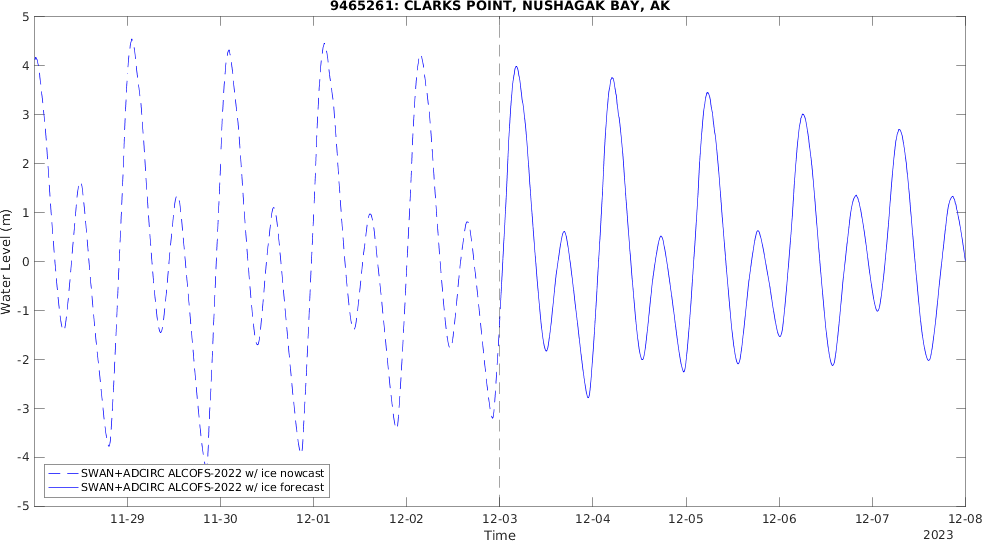 9465261: CLARKS POINT, NUSHAGAK BAY, AK
Water Level (m)
5
4
3
2
1
0
-1
-2
-3
-4
-5
SWAN+ADCIRC ALCOFS-2022 w/ ice nowcast
SWAN+ADCIRC ALCOFS-2022 w/ ice forecast
11-29 11-30 12-01 12-02 12-03 12-04 12-05 12-06 12-07 12-08
Time
2023